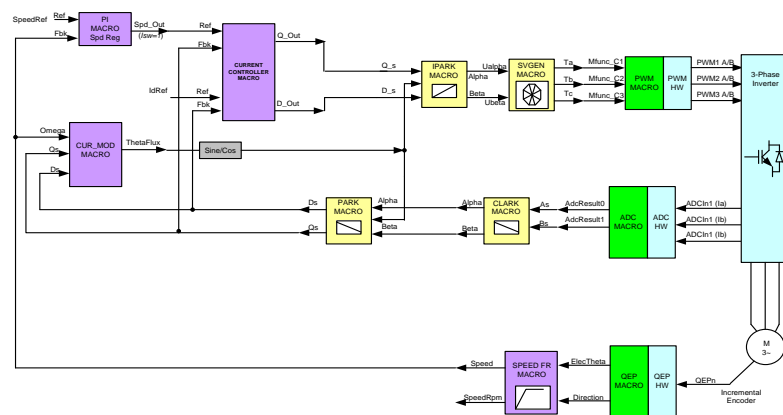 SpeedRef
Ref
Fbk
PI
MACRO
Spd Reg
Spd_Out
(Isw=1)
Ref
Fbk
CURRENT
CONTROLLER
MACRO
IdRef
Ref
Fbk
Q_Out
D_Out
Q_s
D_s
IPARK
MACRO
Ualpha
Alpha
Beta
Ubeta
SVGEN
MACRO
Ta
Tb
Tc
Mfunc_C1
Mfunc_C2
Mfunc_C3
PWM
MACRO
PWM
HW
PWM1 A/B
PWM2 A/B
PWM3 A/B
3-Phase
Inverter
Omega
Qs
Ds
CUR_MOD
MACRO
ThetaFlux
Sine/Cos
Ds
Qs
PARK
MACRO
Alpha
Beta
Alpha
Beta
CLARK
MACRO
As
Bs
AdcResult0
AdcResult1
ADC
MACRO
ADC
HW
ADCIn1 (Ia)
ADCIn1 (Ib)
ADCIn1 (Ib)
M
3~
Speed
SpeedRpm
SPEED FR
MACRO
ElecTheta
Direction
QEP
MACRO
QEP
HW
QEPn
Incremental
Encoder